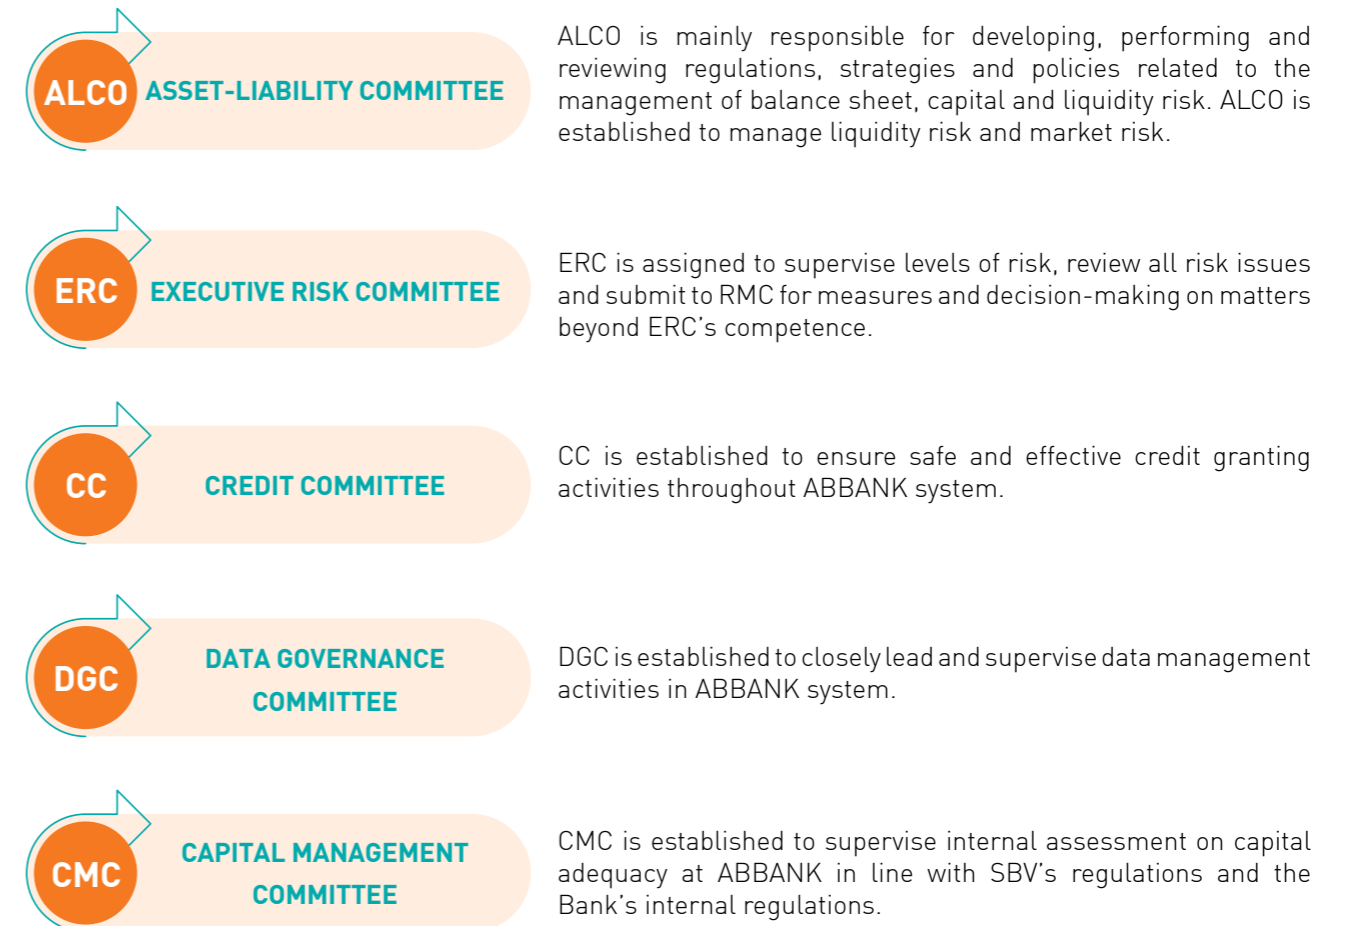 ALCO
ASSET-LIABILITY COMMITTEE
ALCO is mainly responsible for developing, performing and
reviewing regulations, strategies and policies related to the
management of balance sheet, capital and liquidity risk. ALCO is
established to manage liquidity risk and market risk.
ERC
EXECUTIVE RISK COMMITTEE
ERC is assigned to supervise levels of risk, review all risk issues
and submit to RMC for measures and decision-making on matters
beyond ERC's competence.
CC
CREDIT COMMITTEE
CC is established to ensure safe and effective credit granting
activities throughout ABBANK system.
DGC
DATA GOVERNANCE
COMMITTEE
DGC is established to closely lead and supervise data management
activities in ABBANK system.
CMC
CAPITAL MANAGEMENT
COMMITTEE
CMC is established to supervise internal assessment on capital
adequacy at ABBANK in line with SBV's regulations and the
Bank's internal regulations.